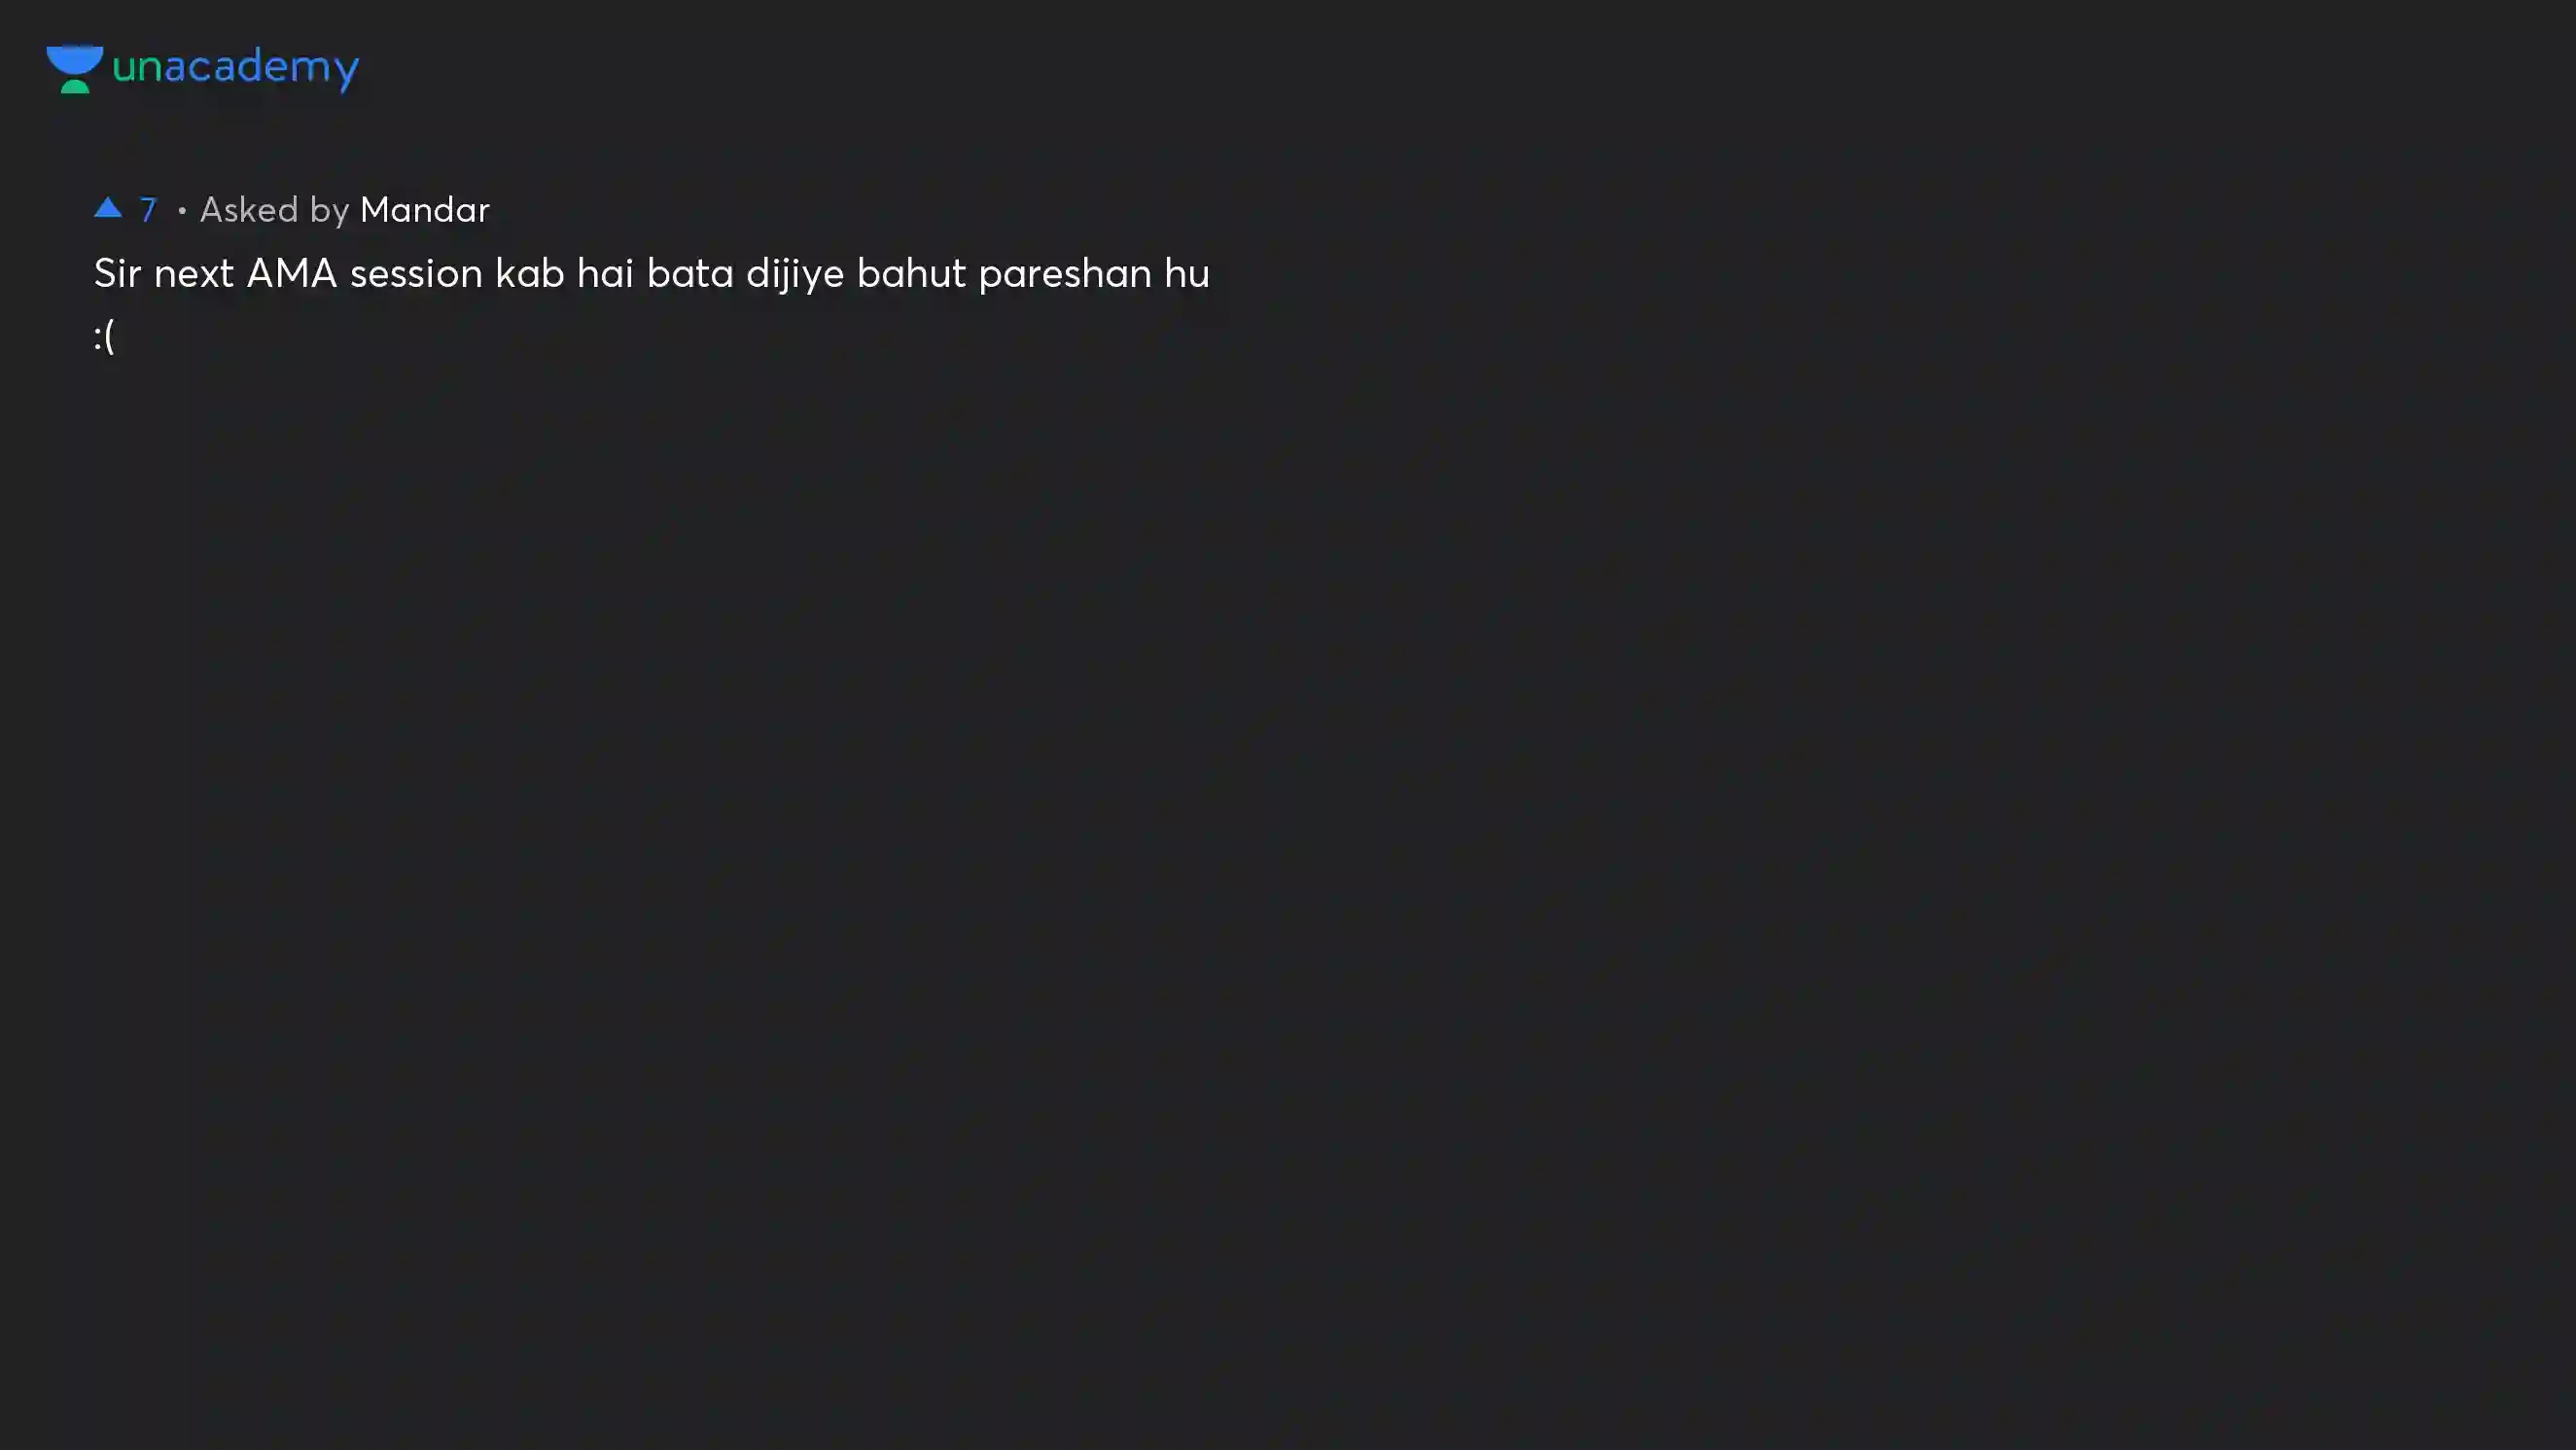 unacademy
▲ 7 • Asked by Mandar
Sir next AMA session kab hai bata dijiye bahut pareshan hu
:(